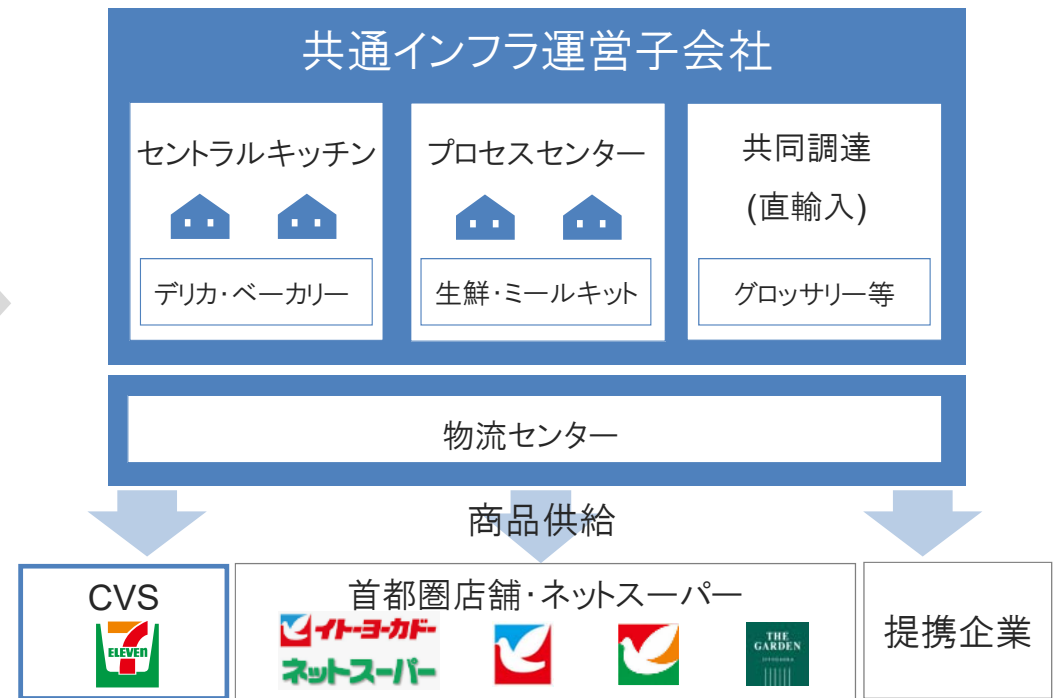 共通インフラ運営子会社
セントラルキッチン
デリカ・ベーカリー
プロセスセンター
生鮮・ミールキット
共同調達
(直輸入)
グロッサリー等
物流センター
商品供給
CVS
7
ELEVEN
首都圏店舗・ネットスーパー
イトーヨーカドー
ネットスーパー
THE
GARDEN
提携企業